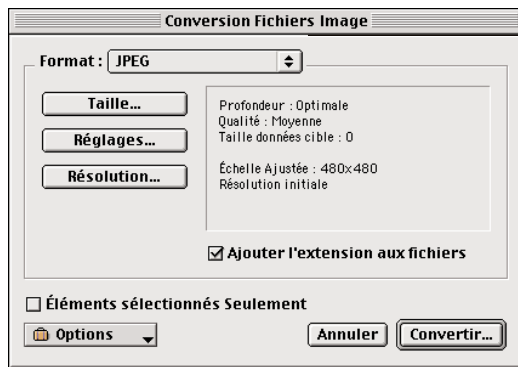 Conversion Fichiers Image
Format : JPEG
Taille...
Réglages...
Résolution...
Profondeur : Optimale
Qualité : Moyenne
Taille données cible : 0
Échelle Ajustée : 480x480
Résolution initiale
Ajouter l'extension aux fichiers
Éléments sélectionnés Seulement
Options
Annuler
Convertir...